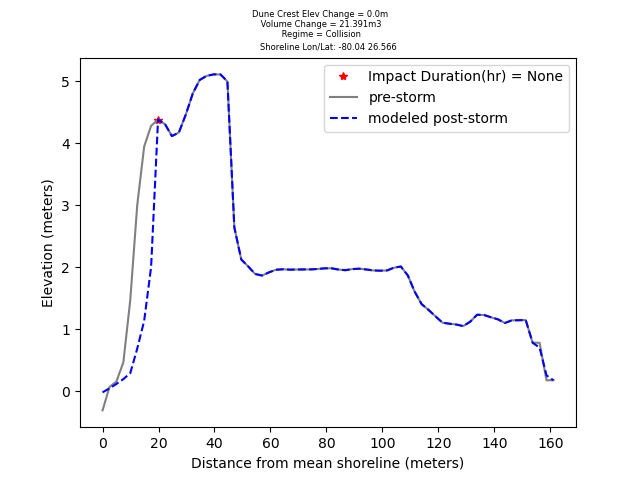 Dune Crest Elev Change = 0.0m
Volume Change = 21.391m3
Regime = Collision
Shoreline Lon/Lat: -80.04 26.566
Impact Duration(hr) = None
pre-storm
modeled post-storm
Elevation (meters)
5
4
3
2
1
0
0 20 40 60 80 100 120 140 160
Distance from mean shoreline (meters)